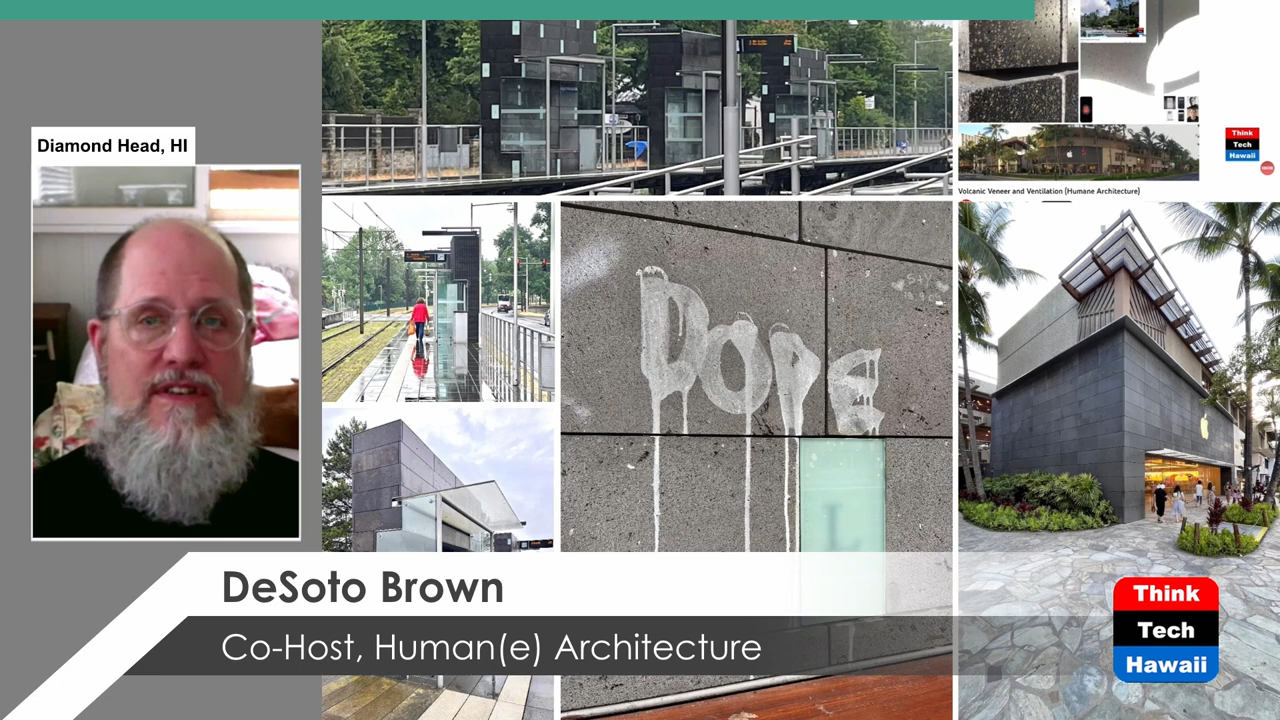 Diamond Head, HI
Think
Tech
Hawaii
Volcanic Veneer and Ventilation (Humane Architecture)
DOPE
DeSoto Brown
Co-Host, Human(e) Architecture
Think
Tech
Hawaii